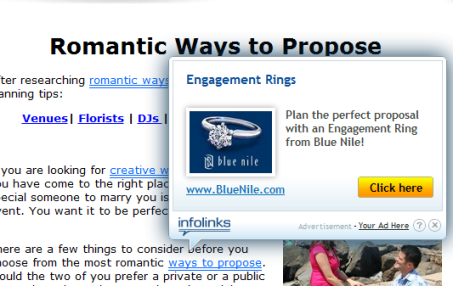 Romantic Ways to Propose
fter researching romantic ways
anning tips:
Venues | Florists | DJs |
you are looking for creative w
ou have come to the right plac
ecial someone to marry you is
vent. You want it to be perfec
here are a few things to consider before you
hoose from the most romantic ways to propose.
ould the two of you prefer a private or a public
Engagement Rings
blue nile
Plan the perfect proposal
with an Engagement Ring
from Blue Nile!
www.BlueNile.com
Click here
infolinks
Advertisement • Your Ad Here ? X